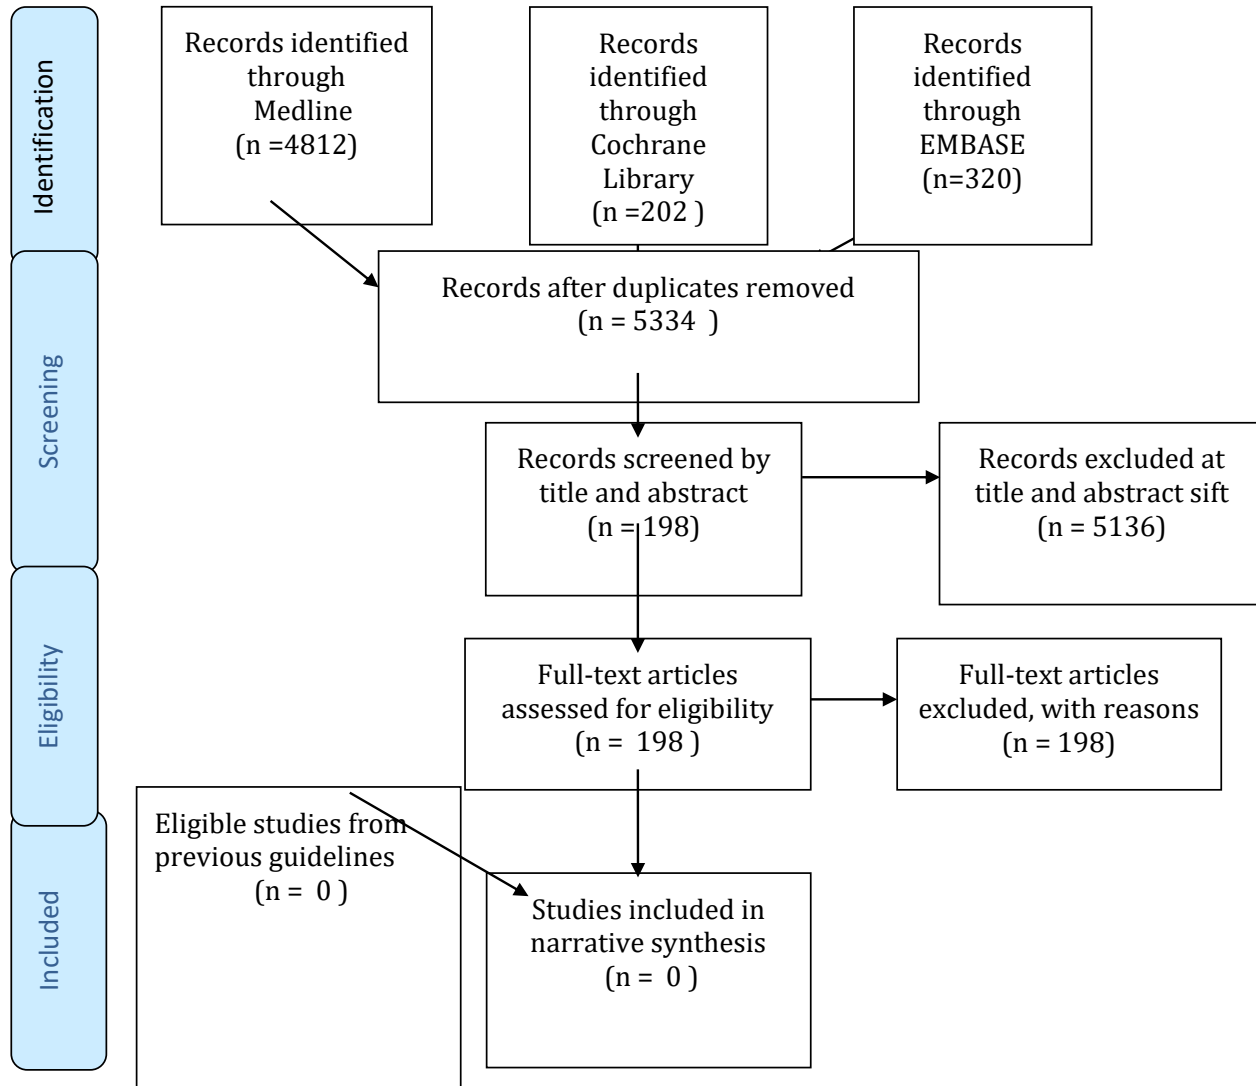 Identification
Records identified
through
Medline
(n =4812)
Records
identified
through
Cochrane
Library
(n =202 )
Records
identified
through
EMBASE
(n=320)
Screening
Records after duplicates removed
(n = 5334 )
Records screened by
title and abstract
(n = 198)
Records excluded at
title and abstract sift
(n = 5136)
Eligibility
Full-text articles
assessed for eligibility
(n = 198 )
Full-text articles
excluded, with reasons
(n = 198)
Included
Eligible studies from
previous guidelines
(n = 0 )
Studies included in
narrative synthesis
(n = 0 )